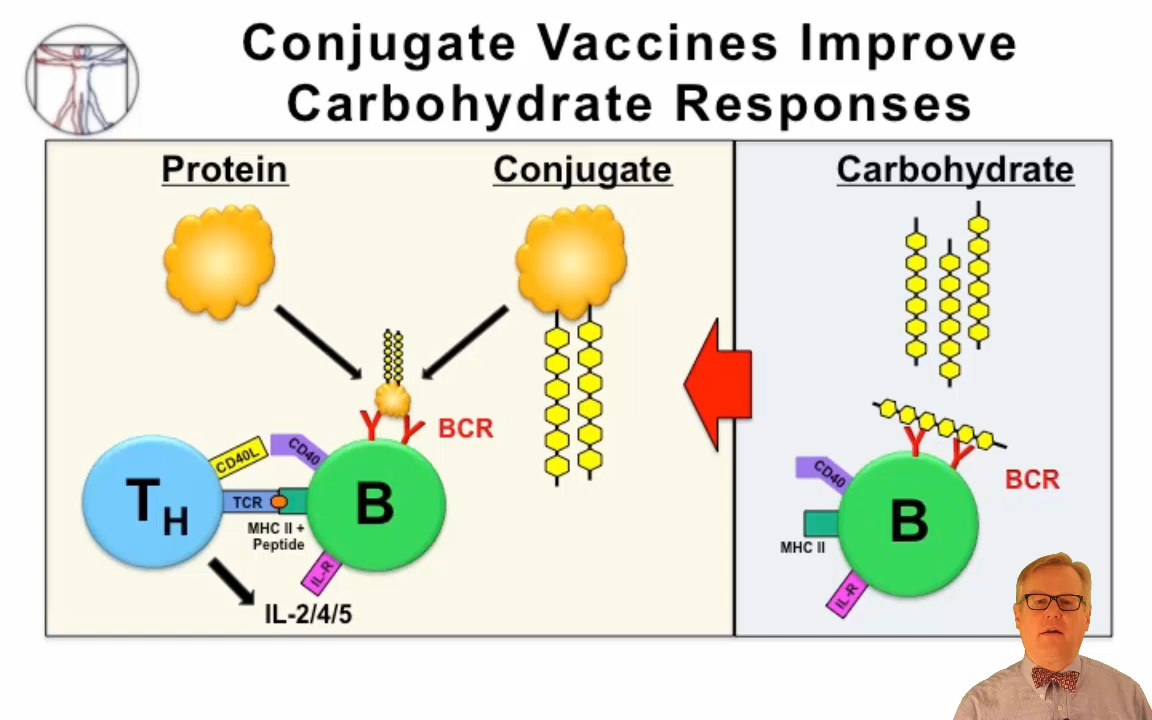 Conjugate Vaccines Improve
Carbohydrate Responses
Protein
Conjugate
Carbohydrate
BCR
CD40L
CD40
TCR
TH
B
MHC II +
Peptide
IL-R
IL-2/4/5
BCR
CD40
B
MHC II
IL-R